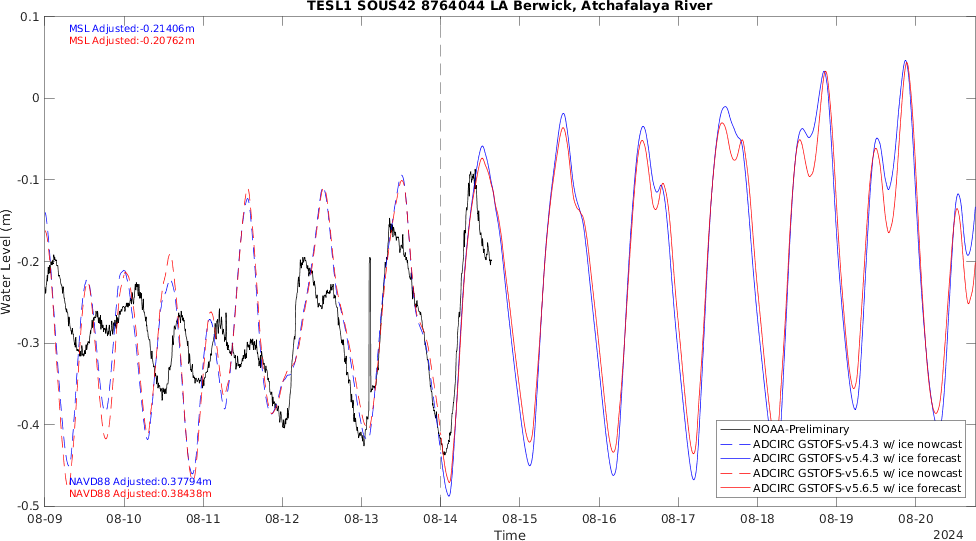 TESL1 SOUS42 8764044 LA Berwick, Atchafalaya River
MSL Adjusted:-0.21406m
MSL Adjusted:-0.20762m
0.1
0
-0.1
-0.2
-0.3
-0.4
-0.5
Water Level (m)
NAVD88 Adjusted:0.37794m
NAVD88 Adjusted:0.38438m
NOAA-Preliminary
ADCIRC GSTOFS-v5.4.3 w/ ice nowcast
ADCIRC GSTOFS-v5.4.3 w/ ice forecast
ADCIRC GSTOFS-v5.6.5 w/ ice nowcast
ADCIRC GSTOFS-v5.6.5 w/ ice forecast
08-09 08-10 08-11 08-12 08-13 08-14 08-15 08-16 08-17 08-18 08-19 08-20
Time
2024